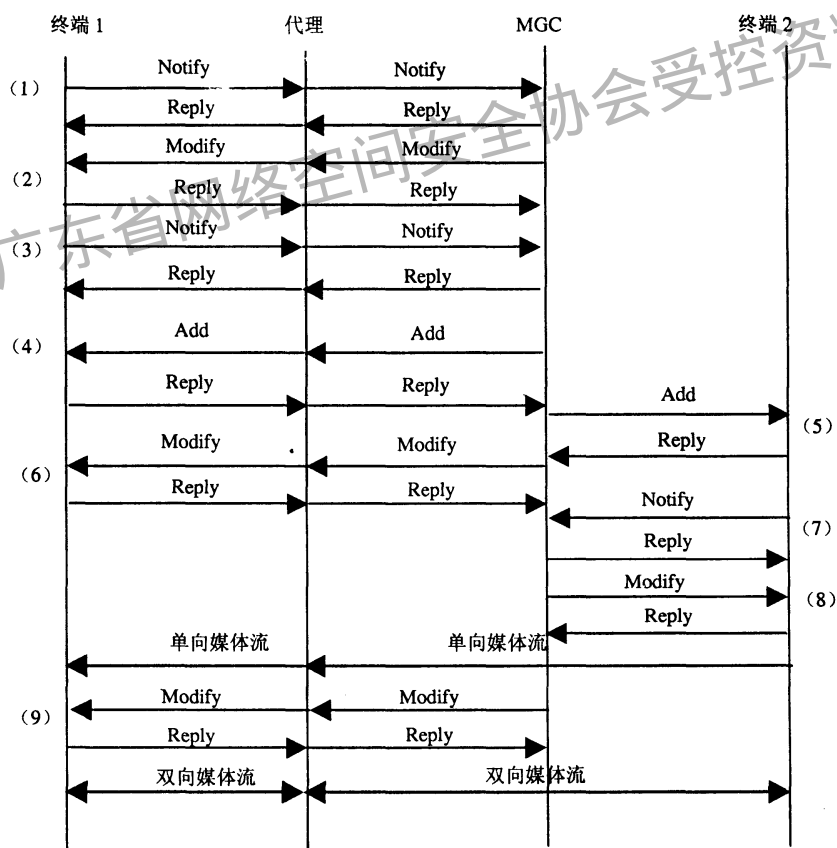 终端 1 代理 MGC 终端 2
Notify Notify
(1)
Reply Reply
Modify Modify
(2)
Reply Reply
Notify Notify
(3)
Reply Reply
Add Add
(4)
Reply Reply
Add
(5)
Reply
Modify Modify
(6)
Reply Reply
Notify
(7)
Reply
Modify
(8)
Reply
单向媒体流 单向媒体流
Modify Modify
(9)
Reply Reply
双向媒体流 双向媒体流
广东省网络空间安全协会受控资